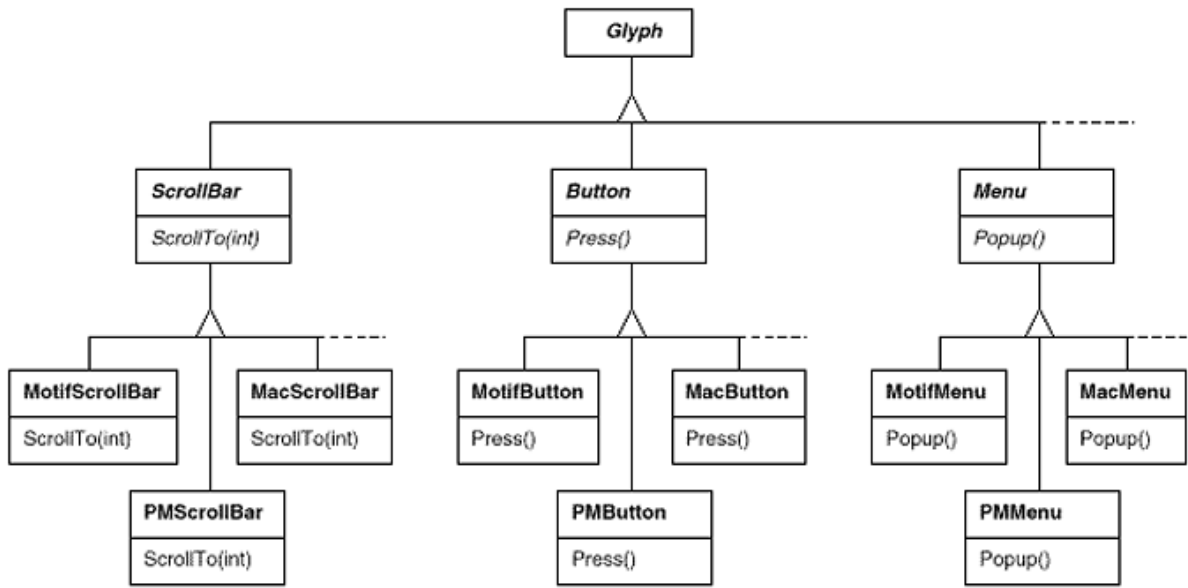 Glyph
ScrollBar
ScrollTo(int)
Button
Press()
Menu
Popup()
MotifScrollBar
ScrollTo(int)
MacScrollBar
ScrollTo(int)
MotifButton
Press()
MacButton
Press()
MotifMenu
Popup()
MacMenu
Popup()
PMScrollBar
ScrollTo(int)
PMButton
Press()
PMMenu
Popup()